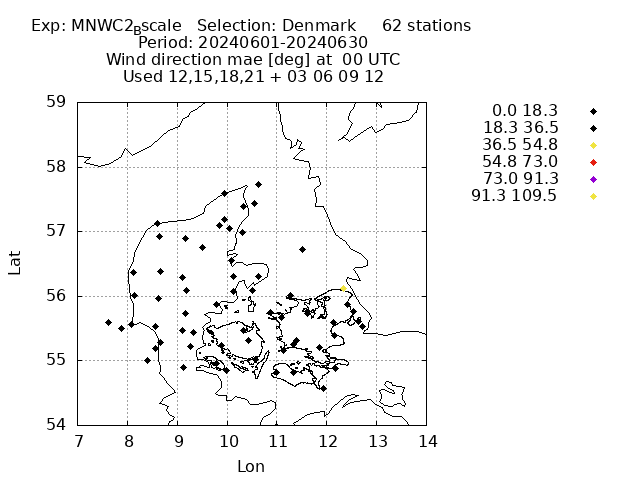 Exp: MNWC2_Bscale   Selection: Denmark     62 stations
Period: 20240601-20240630
Wind direction mae [deg] at  00 UTC
Used 12,15,18,21 + 03 06 09 12
0.0 18.3
18.3 36.5
36.5 54.8
54.8 73.0
73.0 91.3
91.3 109.5
59
58
57
56
55
54
Lat
7 8 9 10 11 12 13 14
Lon